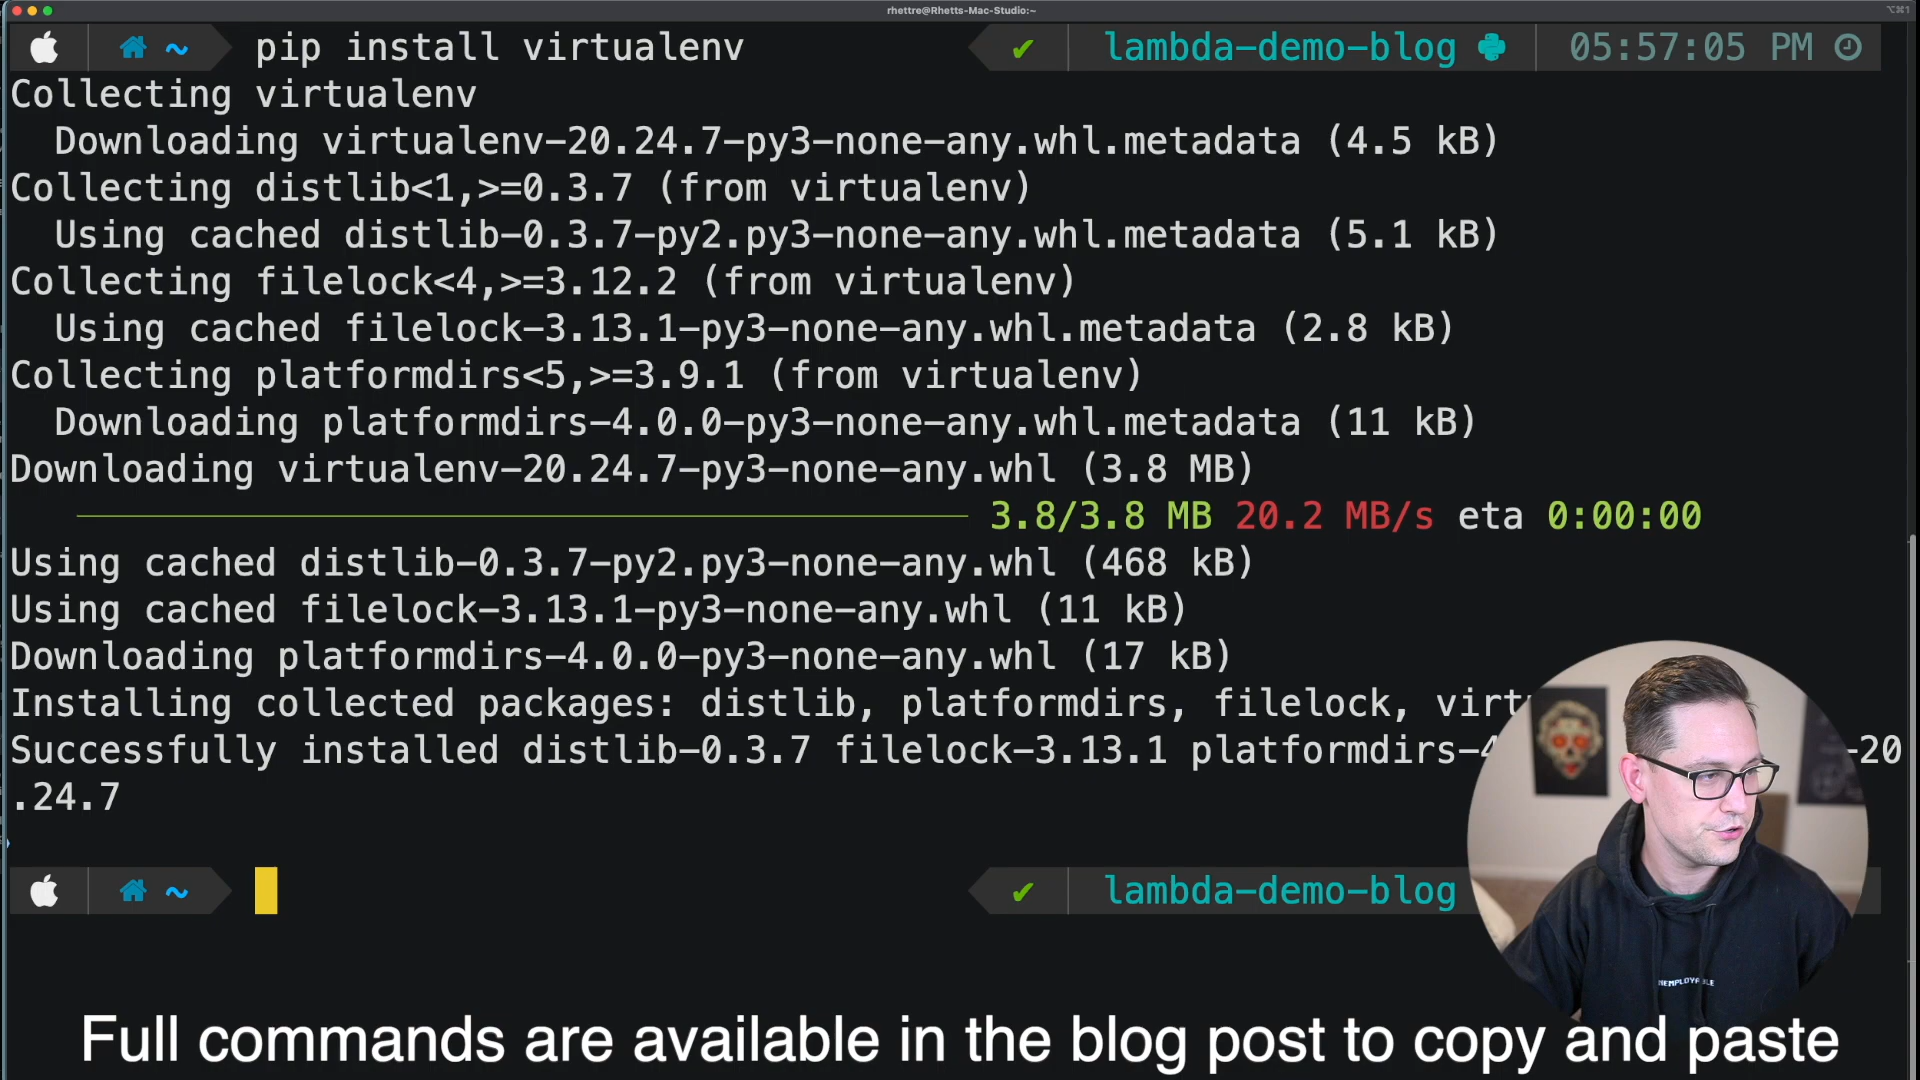 rhettre@Rhetts-Mac-Studio:~
⌥⌘1
~ pip install virtualenv ✔ lambda-demo-blog 05:57:05 PM
Collecting virtualenv
Downloading virtualenv-20.24.7-py3-none-any.whl.metadata (4.5 kB)
Collecting distlib<1,>=0.3.7 (from virtualenv)
Using cached distlib-0.3.7-py2.py3-none-any.whl.metadata (5.1 kB)
Collecting filelock<4,>=3.12.2 (from virtualenv)
Using cached filelock-3.13.1-py3-none-any.whl.metadata (2.8 kB)
Collecting platformdirs<5,>=3.9.1 (from virtualenv)
Downloading platformdirs-4.0.0-py3-none-any.whl.metadata (11 kB)
Downloading virtualenv-20.24.7-py3-none-any.whl (3.8 MB)
3.8/3.8 MB 20.2 MB/s eta 0:00:00
Using cached distlib-0.3.7-py2.py3-none-any.whl (468 kB)
Using cached filelock-3.13.1-py3-none-any.whl (11 kB)
Downloading platformdirs-4.0.0-py3-none-any.whl (17 kB)
Installing collected packages: distlib, platformdirs, filelock, virt
Successfully installed distlib-0.3.7 filelock-3.13.1 platformdirs-4 -20
.24.7
~ ✔ lambda-demo-blog
Full commands are available in the blog post to copy and paste